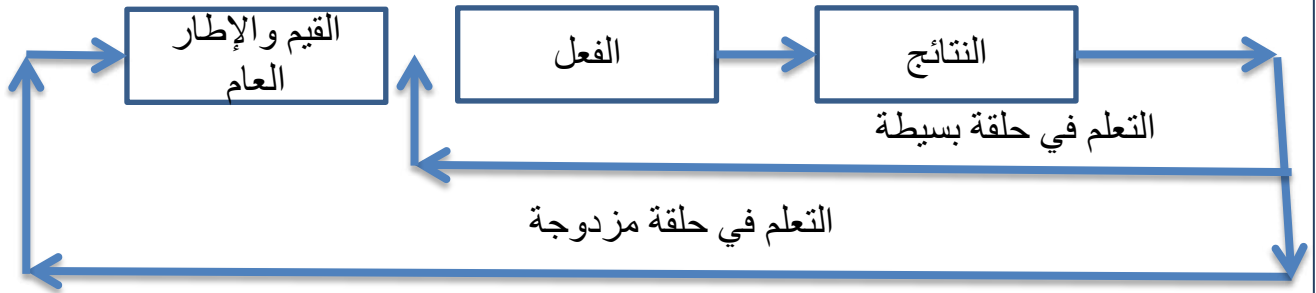 القيم والإطار
العام
الفعل
النتائج
التعلم في حلقة بسيطة
التعلم في حلقة مزدوجة